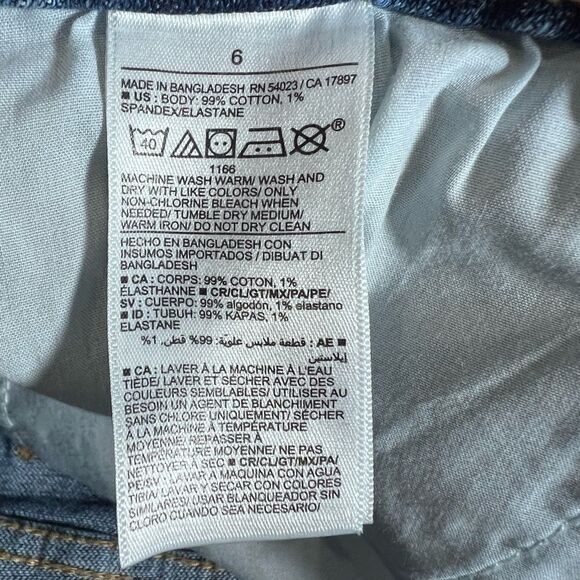 6
MADE IN BANGLADESH RN 54023 / CA 17897
■ US : BODY: 99% COTTON, 1%
SPANDEX/ELASTANE
40 ®
1166
MACHINE WASH WARM/ WASH AND
DRY WITH LIKE COLORS/ ONLY
NON-CHLORINE BLEACH WHEN
NEEDED/ TUMBLE DRY MEDIUM/
WARM IRON/ DO NOT DRY CLEAN
HECHO EN BANGLADESH CON
INSUMOS IMPORTADOS / DIBUAT DI
BANGLADESH
■ CA : CORPS: 99% COTON, 1%
ÉLASTHANNE ■ CR/CL/GT/MX/PA/PE/
SV : CUERPO: 99% algodón, 1% elastano
■ ID : TUBUH: 99% KAPAS, 1%
ELASTANE
■ AE : قطعة ملابس علوية: 99% قطن, 1%
إيلاستين
■ CA : LAVER À LA MACHINE À L'EAU
TIÈDE/ LAVER ET SÉCHER AVEC DES
COULEURS SEMBLABLES/ UTILISER AU
BESOIN UN AGENT DE BLANCHIMENT
SANS CHLORE UNIQUEMENT/ SÉCHER
À LA MACHINE À TEMPÉRATURE
MOYENNE/ REPASSER À
TEMPÉRATURE MOYENNE/ NE PAS
NETTOYER À SEC ■ CR/CL/GT/MX/PA/
PE/SV : LAVAR A MAQUINA CON AGUA
TIBIA/ LAVAR Y SECAR CON COLORES
SIMILARES/ USAR BLANQUEADOR SIN
CLORO CUANDO SEA NECESARIO/